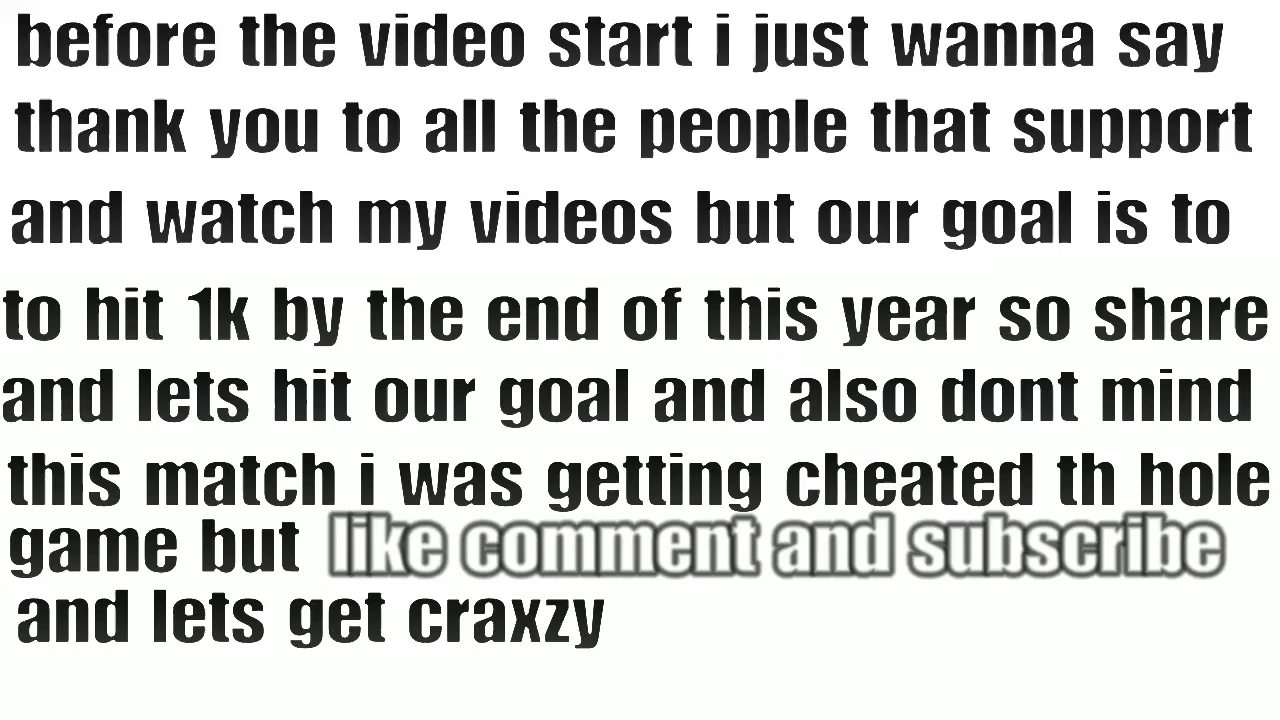 before the video start i just wanna say
thank you to all the people that support
and watch my videos but our goal is to
to hit 1k by the end of this year so share
and lets hit our goal and also dont mind
this match i was getting cheated th hole
game but like comment and subscribe
and lets get craxzy